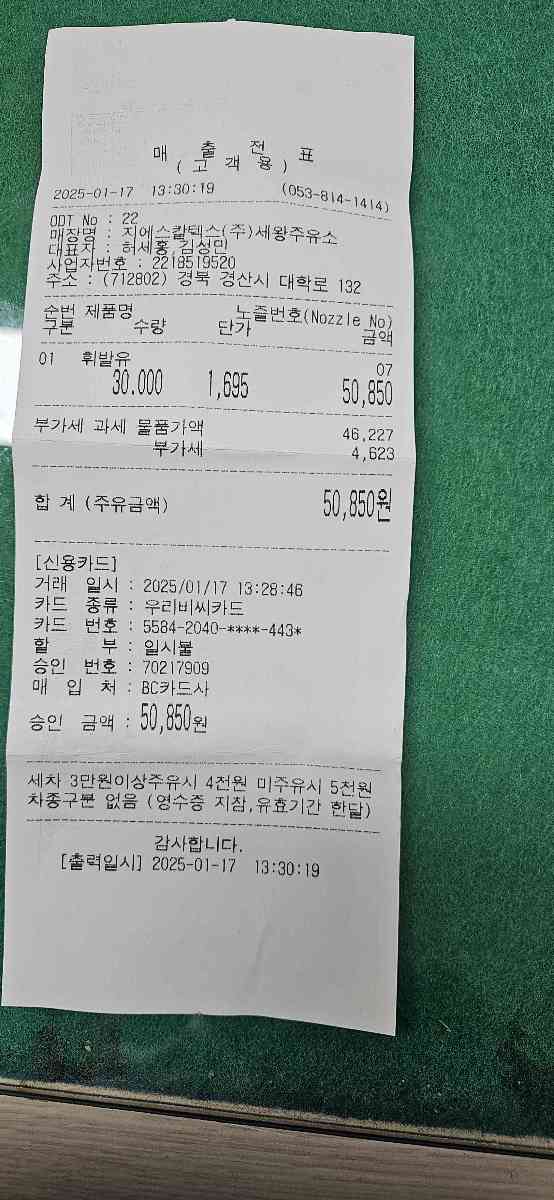 매 출 전 표
( 고 객 용 )
2025-01-17 13:30:19 (053-814-1414)
ODT No : 22
매장명 : 지에스칼텍스(주)세왕주유소
대표자 : 허세홍 김성민
사업자번호 : 2218519520
주소 : (712802) 경북 경산시 대학로 132
순번 제품명 노즐번호(Nozzle No)
구분 수량 단가 금액
01 휘발유 07
30.000 1,695 50,850
부가세 과세 물품가액 46,227
부가세 4,623
합 계 (주유금액) 50,850원
[신용카드]
거래 일시 : 2025/01/17 13:28:46
카드 종류 : 우리비씨카드
카드 번호 : 5584-2040-****-443*
할 부 : 일시불
승인 번호 : 70217909
매 입 처 : BC카드사
승인 금액 : 50,850원
세차 3만원이상주유시 4천원 미주유시 5천원
차종구분 없음 (영수증 지참,유효기간 한달)
감사합니다.
[출력일시] 2025-01-17 13:30:19